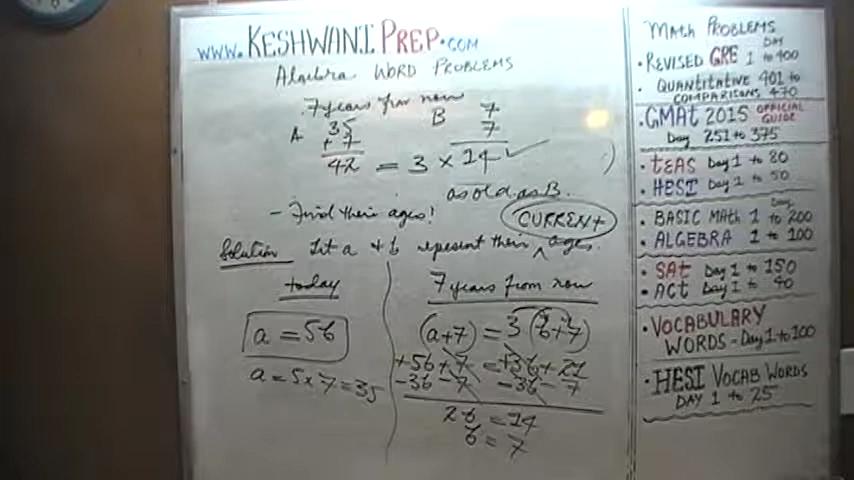 www.KESHWANIPREP.COM
Algebra WORD PROBLEMS
7 years from now
A 35 B 7
+ 7 7
42 = 3 × 14 ✓
as old as B.
- Find their ages! CURRENT
Solution Let a & b repesent their ^ ages.
today
a = 5b
a = 5 x 7 = 35
7 years from now
(a+7) = 3 (b+7)
+5b + 7 = +3b + 21
-3b - 7 -3b - 7
2b = 14
b = 7
MATH PROBLEMS
DAY
• REVISED GRE 1 to 400
• QUANTITATIVE 401 to
COMPARISONS 470
• GMAT 2015 OFFICIAL GUIDE
Day 251 to 375
• TEAS Day 1 to 80
• HESI Day 1 to 50
Day
• BASIC MATH 1 to 200
• ALGEBRA 1 to 100
• SAT Day 1 to 150
• ACT Day 1 to 40
• VOCABULARY
WORDS - Day 1 to 100
• HESI VOCAB WORDS
DAY 1 to 25